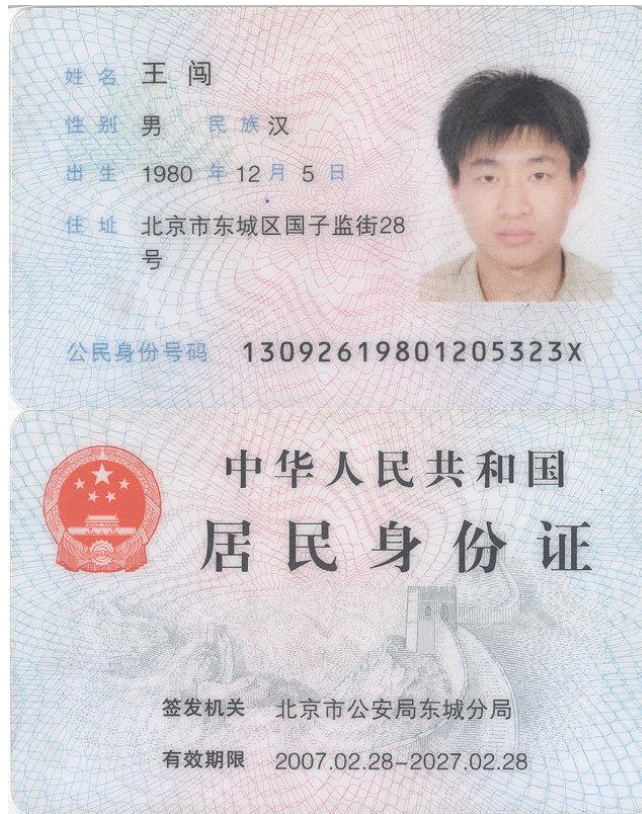 姓名 王闯
性别 男 民族 汉
出生 1980 年 12 月 5 日
住址 北京市东城区国子监街28
号
公民身份号码 13092619801205323X
中华人民共和国
居民身份证
签发机关 北京市公安局东城分局
有效期限 2007.02.28-2027.02.28